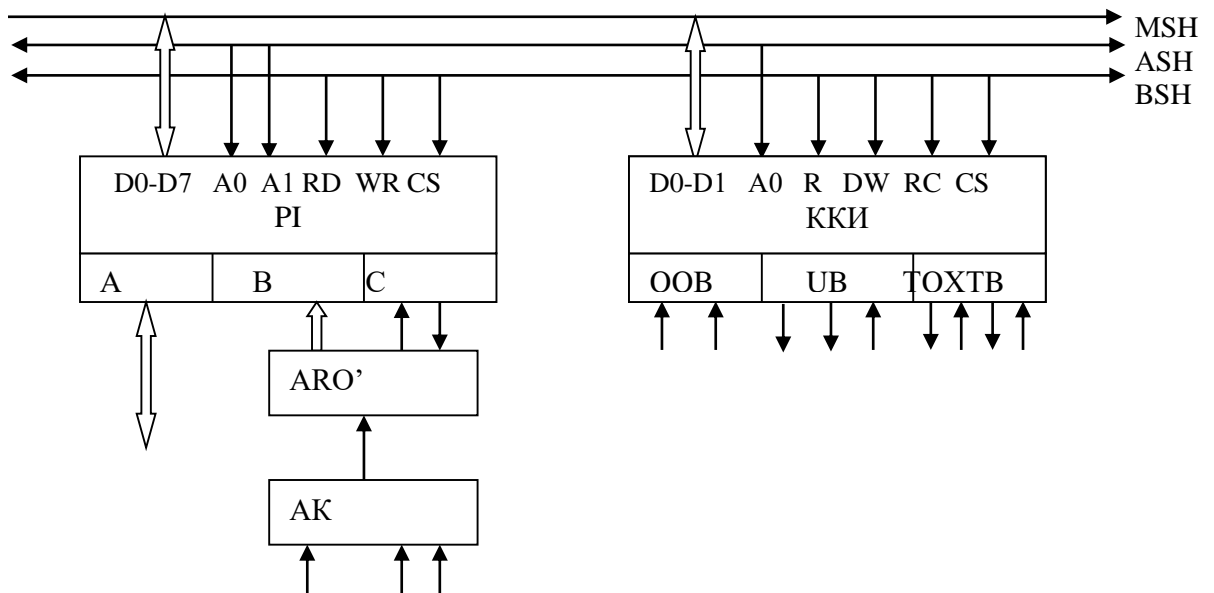 MSH
ASH
BSH
D0-D7 A0 A1 RD WR CS
PI
A B C
D0-D1 A0 R DW RC CS
ККИ
OOB UB TOXTB
ARO’
АК